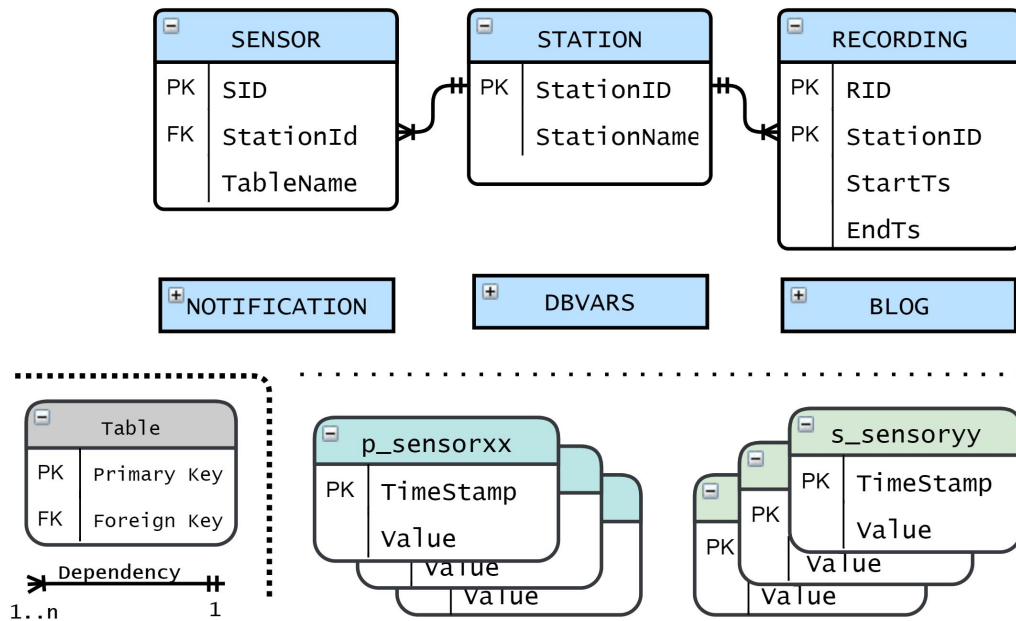 SENSOR
PK SID
FK StationId
TableName
STATION
PK StationID
StationName
RECORDING
PK RID
PK StationID
StartTs
EndTs
NOTIFICATION
DBVARS
BLOG
Table
PK Primary Key
FK Foreign Key
Dependency
1..n 1
p_sensorxx
PK TimeStamp
Value
Value
Value
s_sensoryy
PK TimeStamp
Value
PK
Value
PK
Value